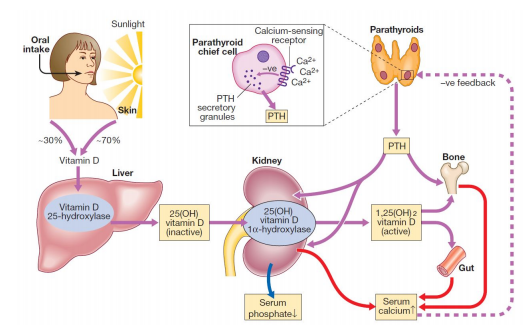 Sunlight
Oral
intake
Skin
~30%
~70%
Vitamin D
Liver
Vitamin D
25-hydroxylase
25(OH)
vitamin D
(inactive)
Parathyroid
chief cell
Calcium-sensing
receptor
–ve
Ca2+
Ca2+
Ca2+
PTH
secretory
granules
PTH
Parathyroids
–ve feedback
PTH
Kidney
25(OH)
vitamin D
1α-hydroxylase
Bone
1,25(OH)2
vitamin D
(active)
Gut
Serum
phosphate↓
Serum
calcium↑